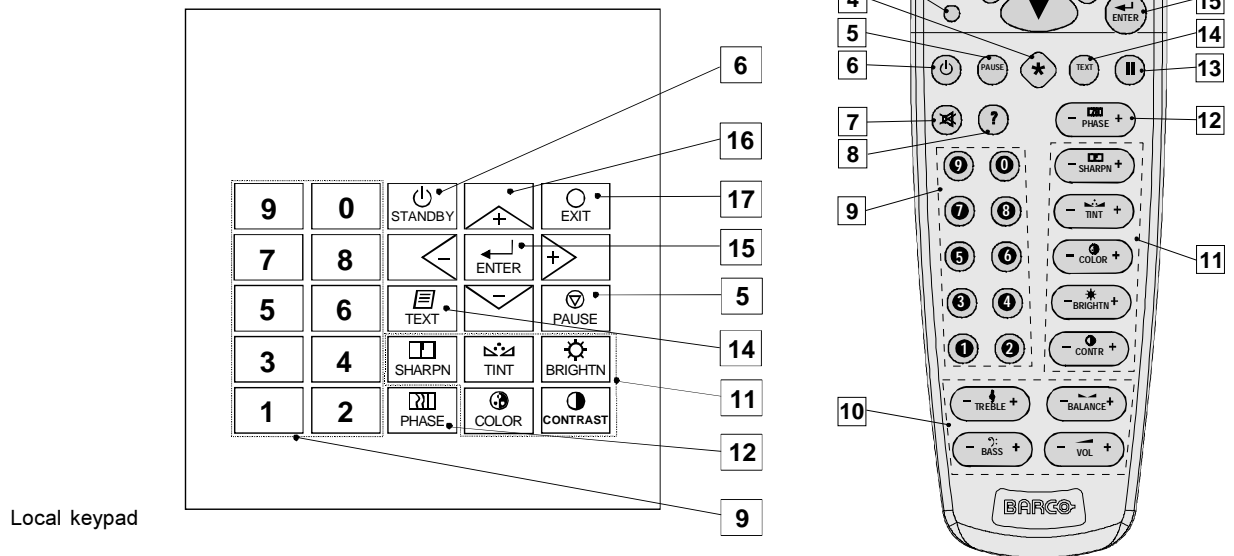 6
16
17
15
5
14
11
12
9
9 0 STANDBY + EXIT
7 8 - ENTER +
5 6 TEXT - PAUSE
3 4 SHARPN TINT BRIGHTN
1 2 PHASE COLOR CONTRAST
Local keypad
4
5
6
7
8
9
10
15
14
13
12
11
ENTER
PAUSE * TEXT
? - PHASE +
9 0 - SHARPN +
7 8 - TINT +
5 6 - COLOR +
3 4 - BRIGHTN +
1 2 - CONTR +
- TREBLE + - BALANCE +
- BASS + - VOL +
BARCO